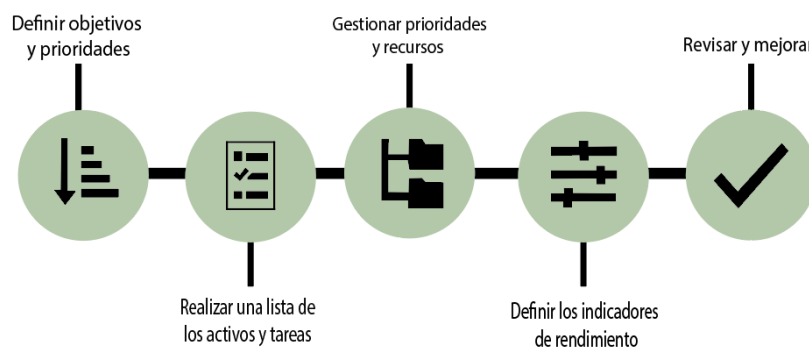 Definir objetivos
y prioridades
Realizar una lista de
los activos y tareas
Gestionar prioridades
y recursos
Definir los indicadores
de rendimiento
Revisar y mejorar